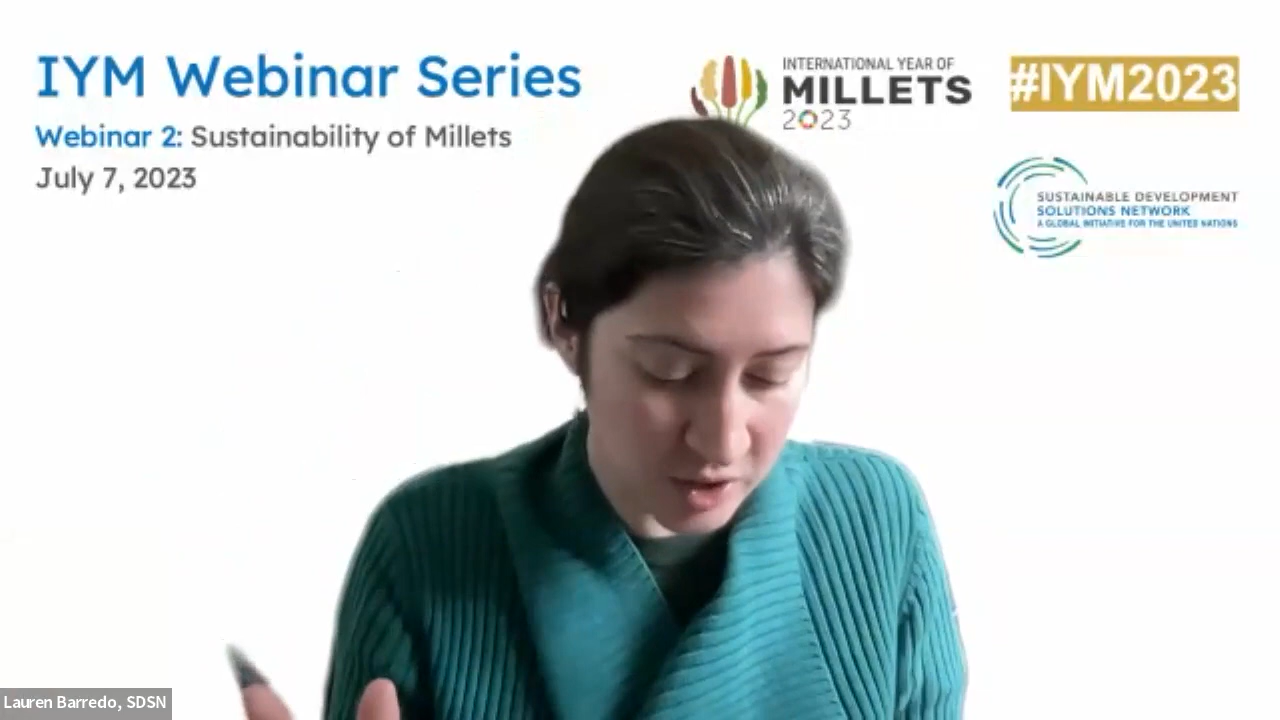 IYM Webinar Series
Webinar 2: Sustainability of Millets
July 7, 2023
INTERNATIONAL YEAR OF
MILLETS
2023
#IYM2023
SUSTAINABLE DEVELOPMENT
SOLUTIONS NETWORK
A GLOBAL INITIATIVE FOR THE UNITED NATIONS
Lauren Barredo, SDSN